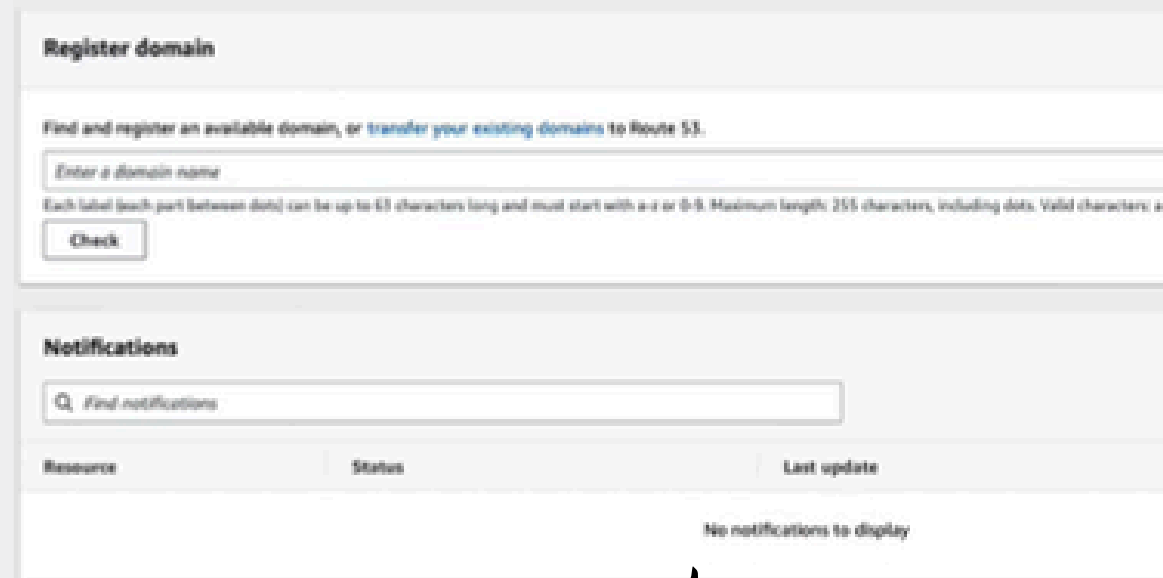 Register domain
Find and register an available domain, or transfer your existing domains to Route 53.
Enter a domain name
Each label (each part between dots) can be up to 63 characters long and must start with a-z or 0-9. Maximum length: 255 characters, including dots. Valid characters: a
Check
Notifications
Find notifications
Resource Status Last update
No notifications to display